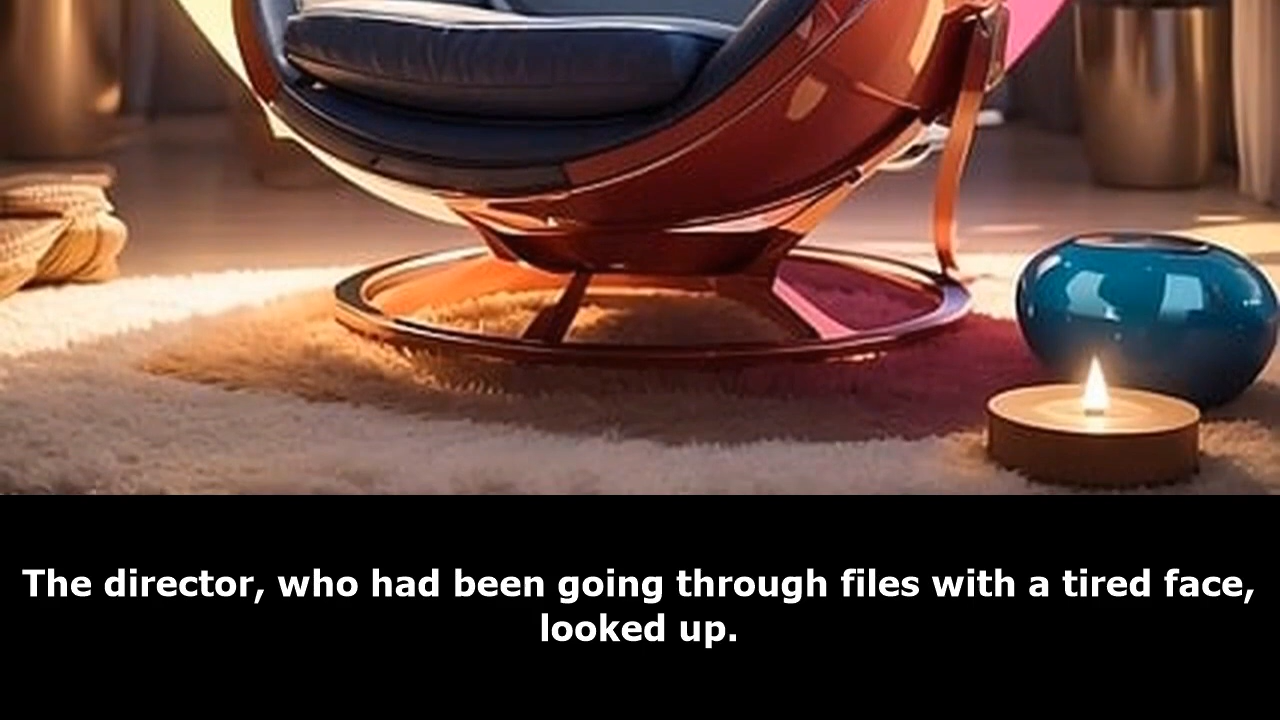 The director, who had been going through files with a tired face,
looked up.